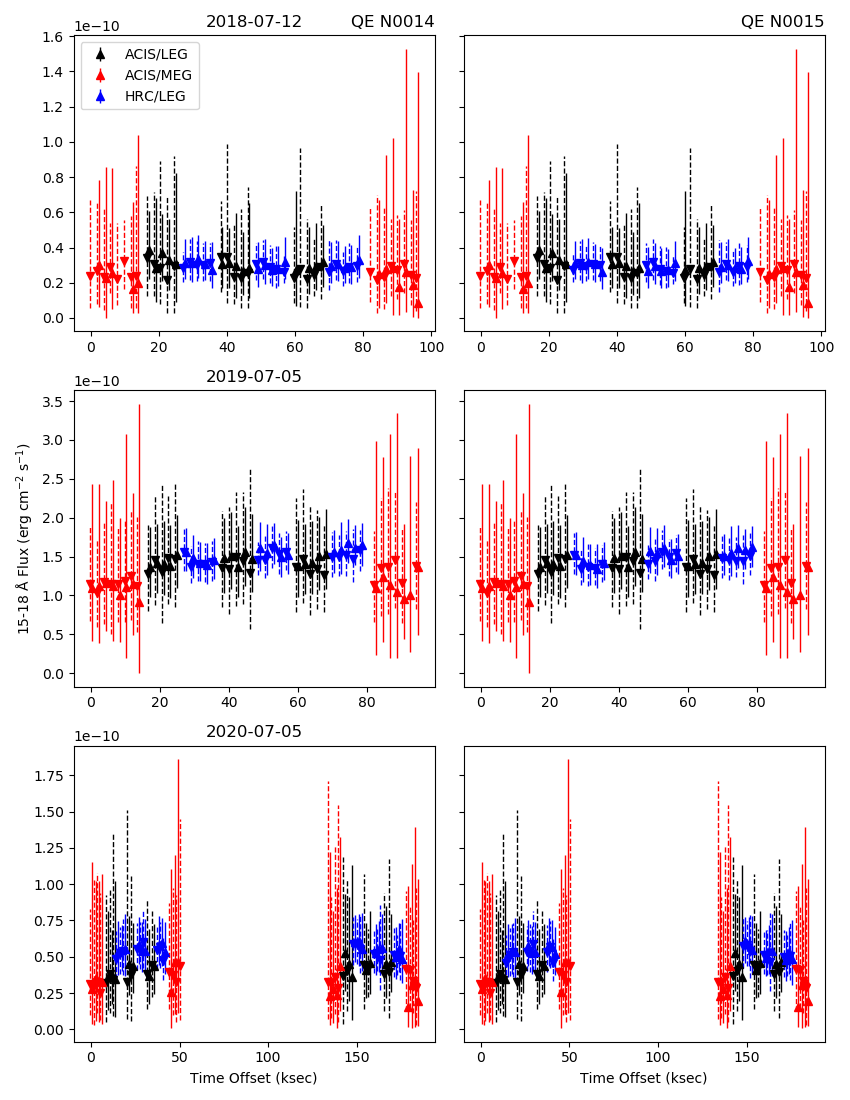 2018-07-12 QE N0014 QE N0015
1e−10
ACIS/LEG
ACIS/MEG
HRC/LEG
1.6
1.4
1.2
1.0
0.8
0.6
0.4
0.2
0.0
0 20 40 60 80 100 0 20 40 60 80 100
2019-07-05
1e−10
3.5
3.0
2.5
2.0
1.5
1.0
0.5
0.0
15-18 Å Flux (erg cm⁻² s⁻¹)
0 20 40 60 80 0 20 40 60 80
2020-07-05
1e−10
1.75
1.50
1.25
1.00
0.75
0.50
0.25
0.00
0 50 100 150 0 50 100 150
Time Offset (ksec) Time Offset (ksec)